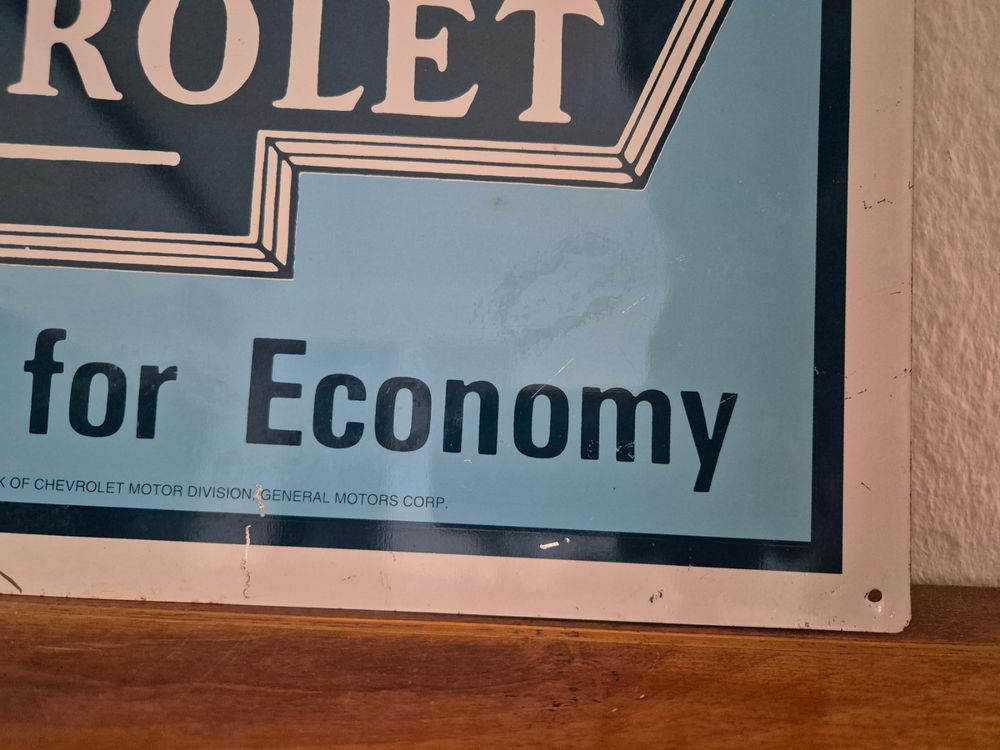 ROLET
for Economy
K OF CHEVROLET MOTOR DIVISION, GENERAL MOTORS CORP.